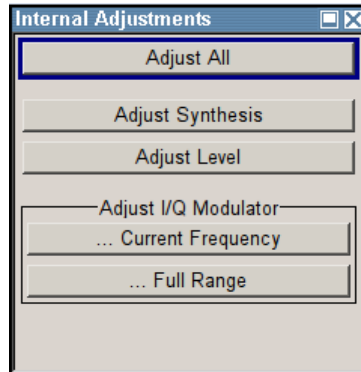 Internal Adjustments
Adjust All
Adjust Synthesis
Adjust Level
Adjust I/Q Modulator
... Current Frequency
... Full Range